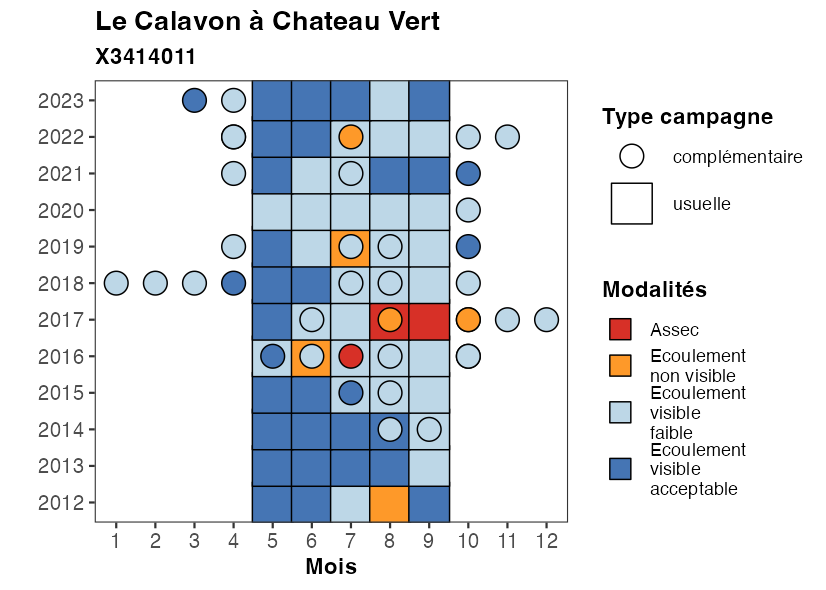 Le Calavon à Chateau Vert
X3414011
2023
2022
2021
2020
2019
2018
2017
2016
2015
2014
2013
2012
1 2 3 4 5 6 7 8 9 10 11 12
Mois
Type campagne
complémentaire
usuelle
Modalités
Assec
Ecoulement
non visible
Ecoulement
visible
faible
Ecoulement
visible
acceptable